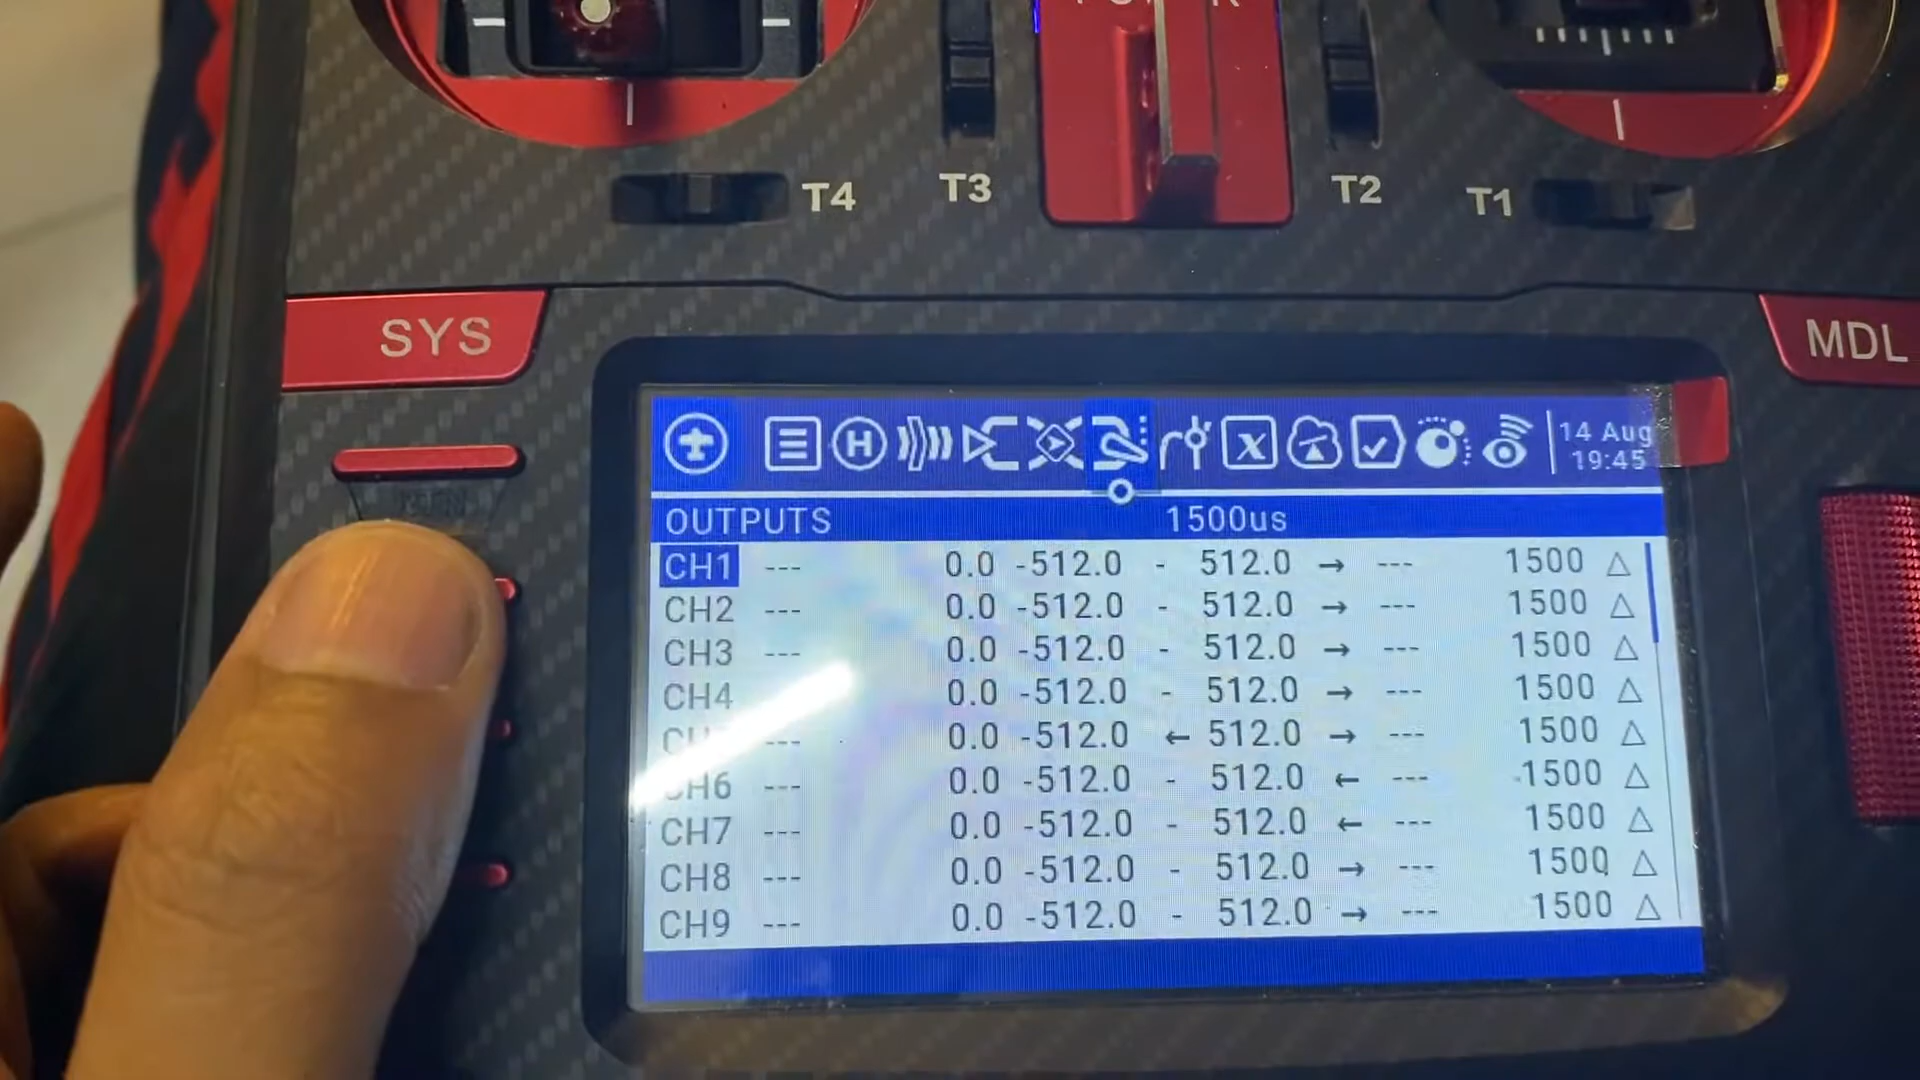 T4
T3
T2
T1
SYS
MDL
14 Aug
19:45
OUTPUTS 1500us
CH1 --- 0.0 -512.0 - 512.0 → --- 1500 △
CH2 --- 0.0 -512.0 - 512.0 → --- 1500 △
CH3 --- 0.0 -512.0 - 512.0 → --- 1500 △
CH4 --- 0.0 -512.0 - 512.0 → --- 1500 △
--- 0.0 -512.0 ← 512.0 → --- 1500 △
CH6 --- 0.0 -512.0 - 512.0 ← --- 1500 △
CH7 --- 0.0 -512.0 - 512.0 ← --- 1500 △
CH8 --- 0.0 -512.0 - 512.0 → --- 1500 △
CH9 --- 0.0 -512.0 - 512.0 → --- 1500 △